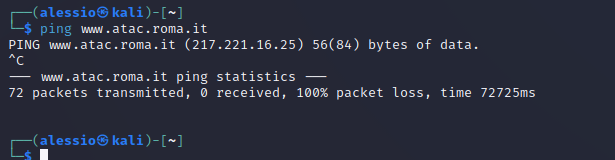 ┌──(alessio㉿kali)-[~]
└─$ ping www.atac.roma.it
PING www.atac.roma.it (217.221.16.25) 56(84) bytes of data.
^C
--- www.atac.roma.it ping statistics ---
72 packets transmitted, 0 received, 100% packet loss, time 72725ms
┌──(alessio㉿kali)-[~]
└─$